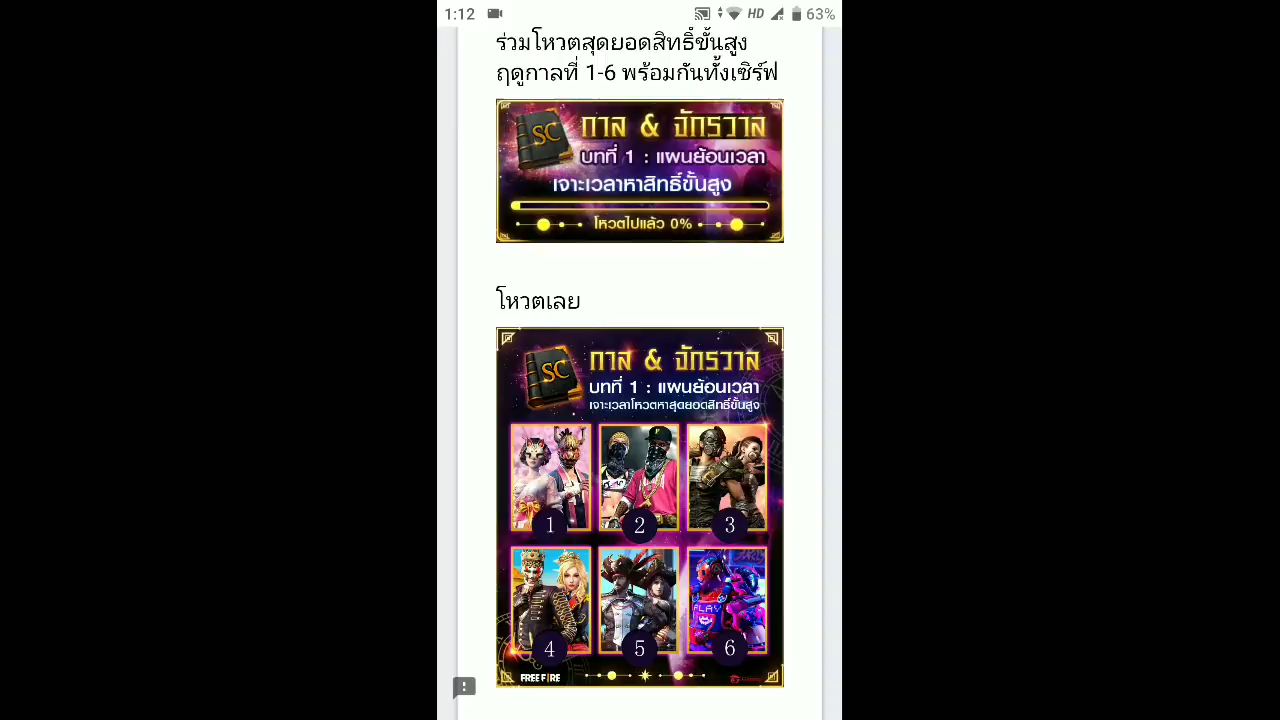 1:12
HD
63%
ร่วมโหวตสุดยอดสิทธิ์ขั้นสูง
ฤดูกาลที่ 1-6 พร้อมกันทั้งเซิร์ฟ
SC
กาล & จักรวาล
บทที่ 1 : แผนย้อนเวลา
เจาะเวลาหาสิทธิ์ขั้นสูง
โหวตไปแล้ว 0%
โหวตเลย
SC
กาล & จักรวาล
บทที่ 1 : แผนย้อนเวลา
เจาะเวลาโหวตหาสุดยอดสิทธิ์ขั้นสูง
1
2
3
4
5
PLAY
6
FREE FIRE